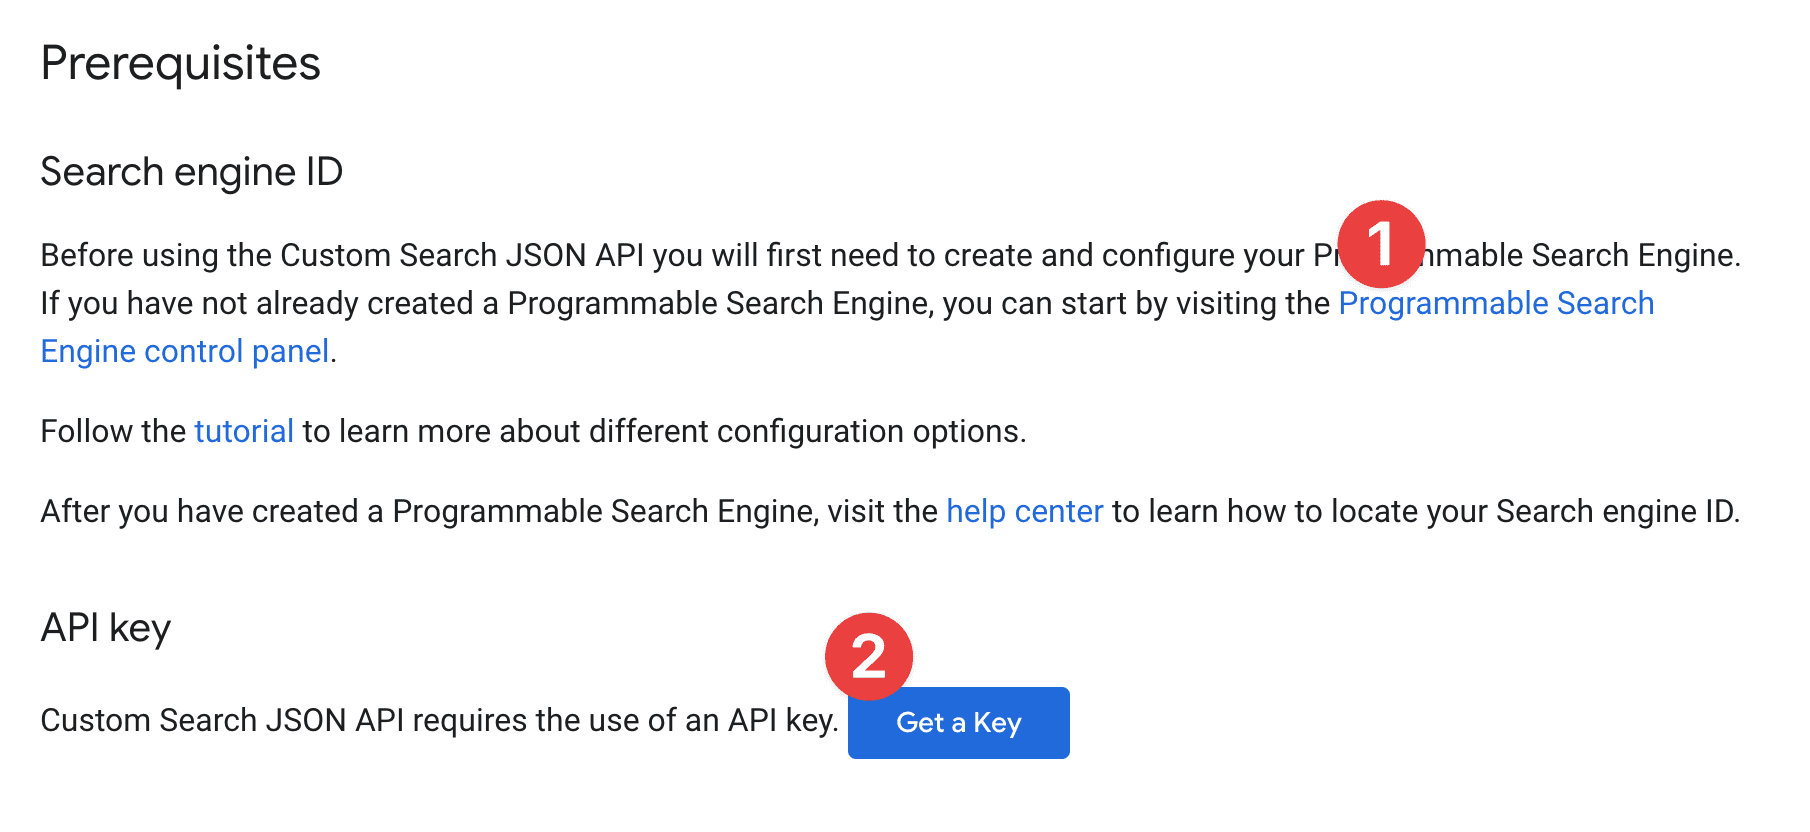 Prerequisites
Search engine ID
1
Before using the Custom Search JSON API you will first need to create and configure your Search Engine.
If you have not already created a Programmable Search Engine, you can start by visiting the Programmable Search
Engine control panel.
Follow the tutorial to learn more about different configuration options.
After you have created a Programmable Search Engine, visit the help center to learn how to locate your Search engine ID.
API key
2
Custom Search JSON API requires the use of an API key. Get a Key